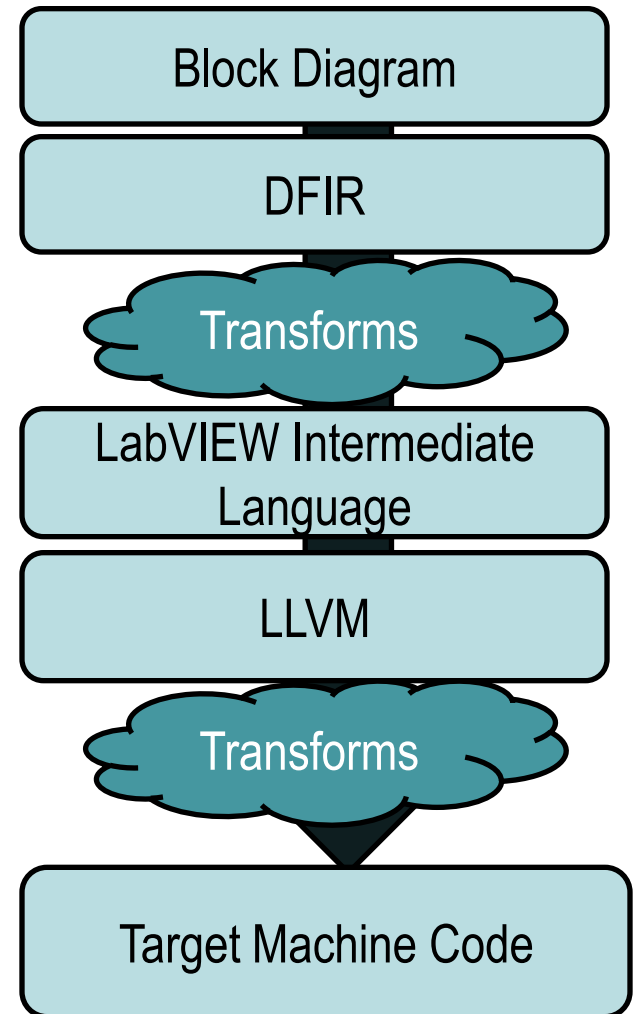 Block Diagram
DFIR
Transforms
LabVIEW Intermediate
Language
LLVM
Transforms
Target Machine Code